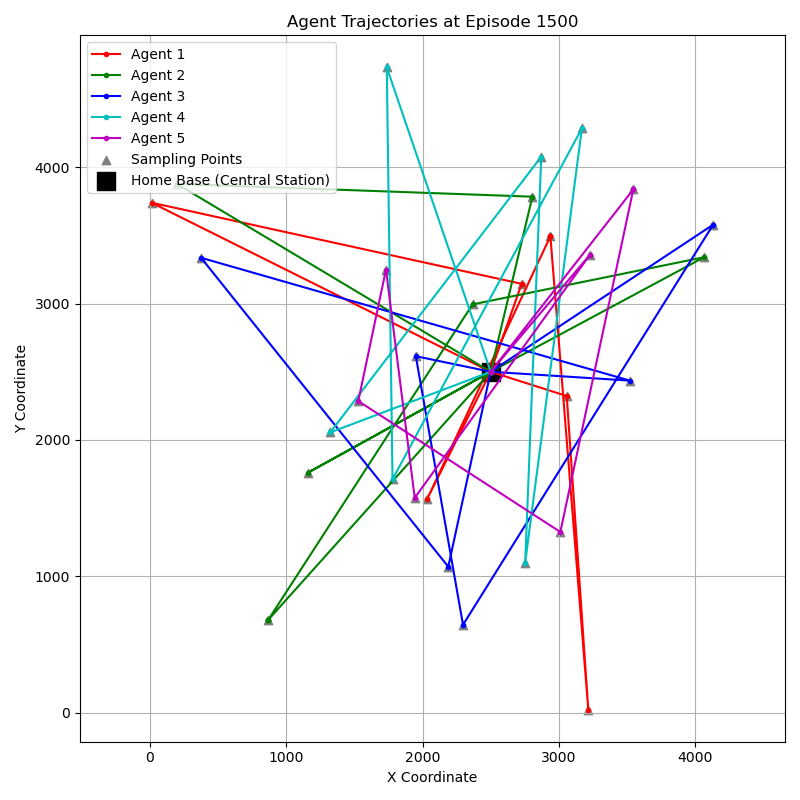 Agent Trajectories at Episode 1500
Agent 1
Agent 2
Agent 3
Agent 4
Agent 5
Sampling Points
Home Base (Central Station)
4000
3000
2000
1000
0
Y Coordinate
0 1000 2000 3000 4000
X Coordinate